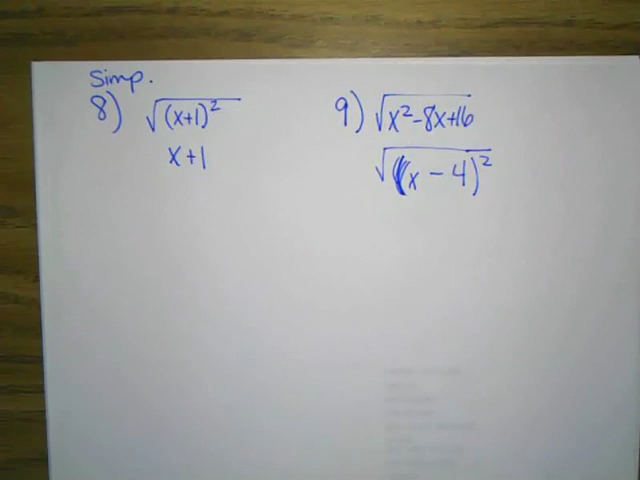 Simp.
8) √(x+1)²
x+1
9) √x²-8x+16
√(x-4)²